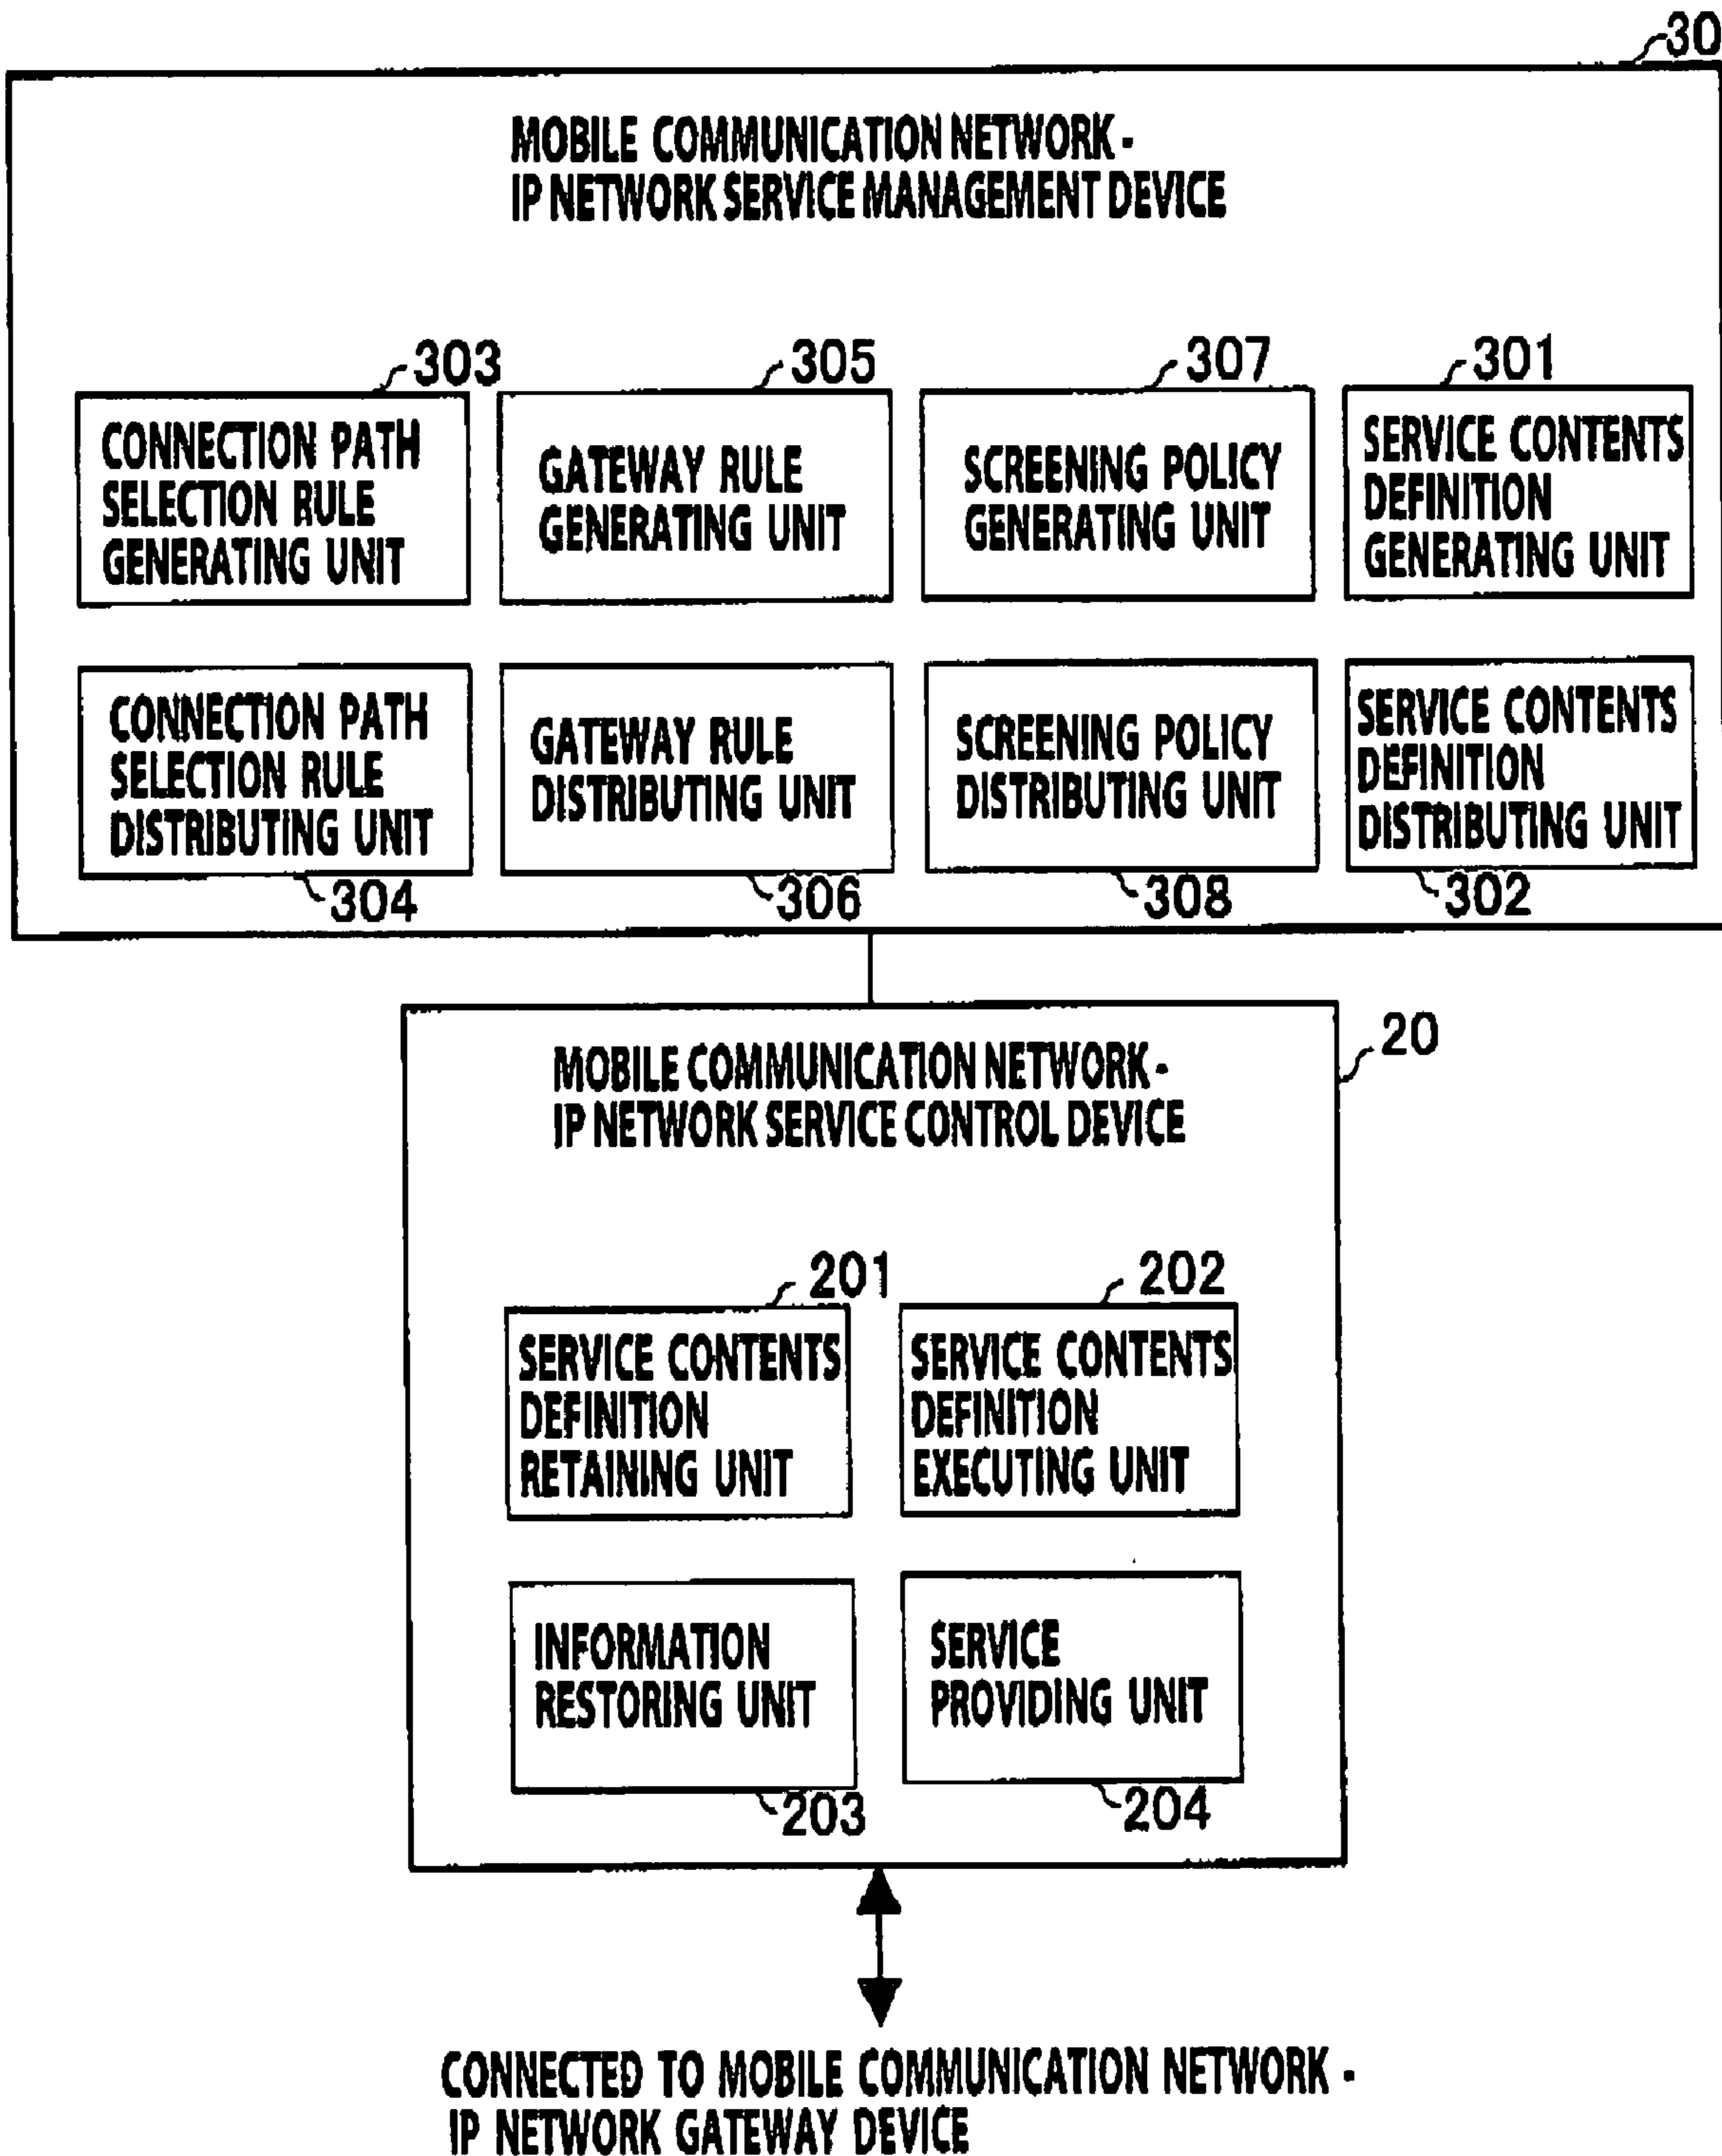 30
MOBILE COMMUNICATION NETWORK -
IP NETWORK SERVICE MANAGEMENT DEVICE
303
CONNECTION PATH
SELECTION RULE
GENERATING UNIT
305
GATEWAY RULE
GENERATING UNIT
307
SCREENING POLICY
GENERATING UNIT
301
SERVICE CONTENTS
DEFINITION
GENERATING UNIT
CONNECTION PATH
SELECTION RULE
DISTRIBUTING UNIT
304
GATEWAY RULE
DISTRIBUTING UNIT
306
SCREENING POLICY
DISTRIBUTING UNIT
308
SERVICE CONTENTS
DEFINITION
DISTRIBUTING UNIT
302
20
MOBILE COMMUNICATION NETWORK -
IP NETWORK SERVICE CONTROL DEVICE
201
SERVICE CONTENTS
DEFINITION
RETAINING UNIT
202
SERVICE CONTENTS
DEFINITION
EXECUTING UNIT
INFORMATION
RESTORING UNIT
203
SERVICE
PROVIDING UNIT
204
CONNECTED TO MOBILE COMMUNICATION NETWORK -
IP NETWORK GATEWAY DEVICE